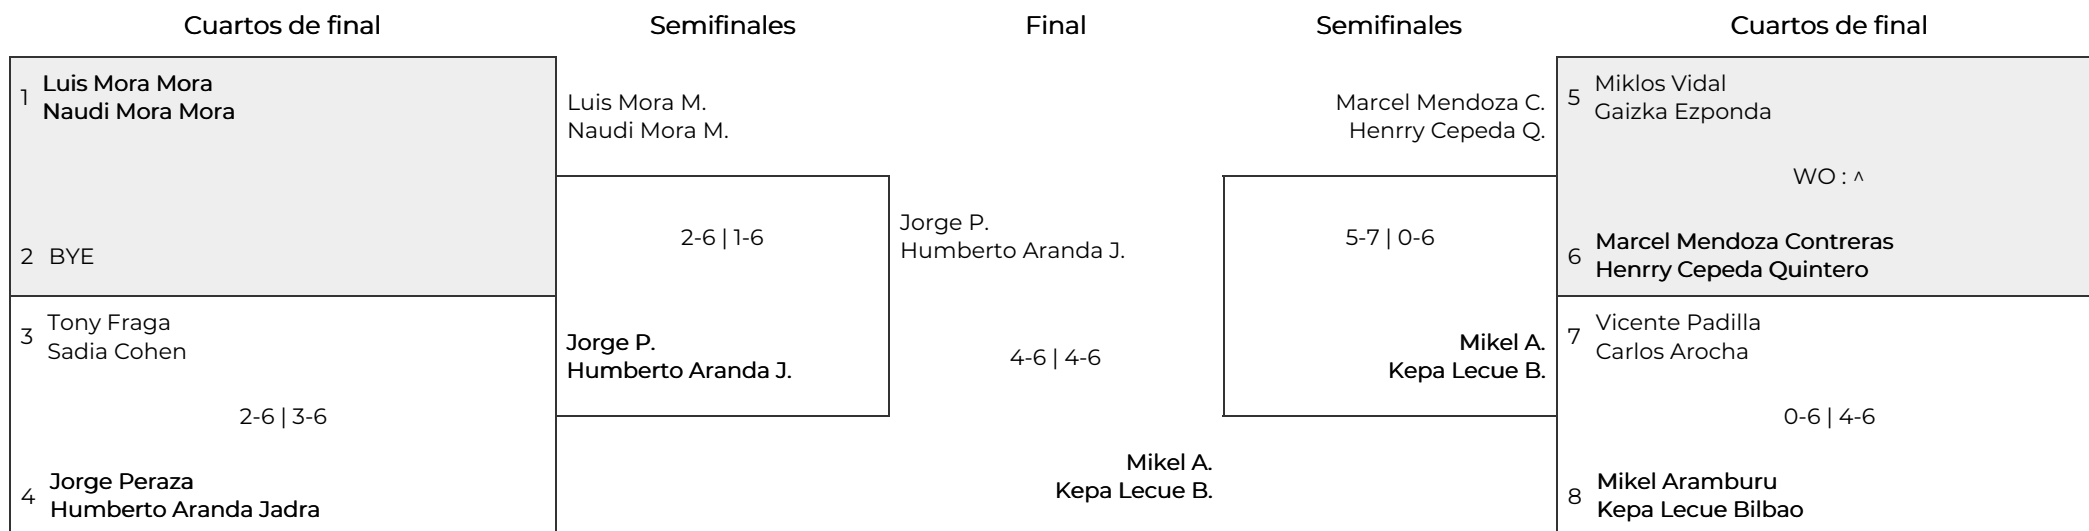 Cuartos de final
Semifinales
Final
Semifinales
Cuartos de final
1
Luis Mora Mora
Naudi Mora Mora
2 BYE
3
Tony Fraga
Sadia Cohen
2-6 | 3-6
4
Jorge Peraza
Humberto Aranda Jadra
Luis Mora M.
Naudi Mora M.
2-6 | 1-6
Jorge P.
Humberto Aranda J.
Jorge P.
Humberto Aranda J.
4-6 | 4-6
Mikel A.
Kepa Lecue B.
Marcel Mendoza C.
Henrry Cepeda Q.
5-7 | 0-6
Mikel A.
Kepa Lecue B.
5
Miklos Vidal
Gaizka Ezponda
WO : ^
6
Marcel Mendoza Contreras
Henrry Cepeda Quintero
7
Vicente Padilla
Carlos Arocha
0-6 | 4-6
8
Mikel Aramburu
Kepa Lecue Bilbao